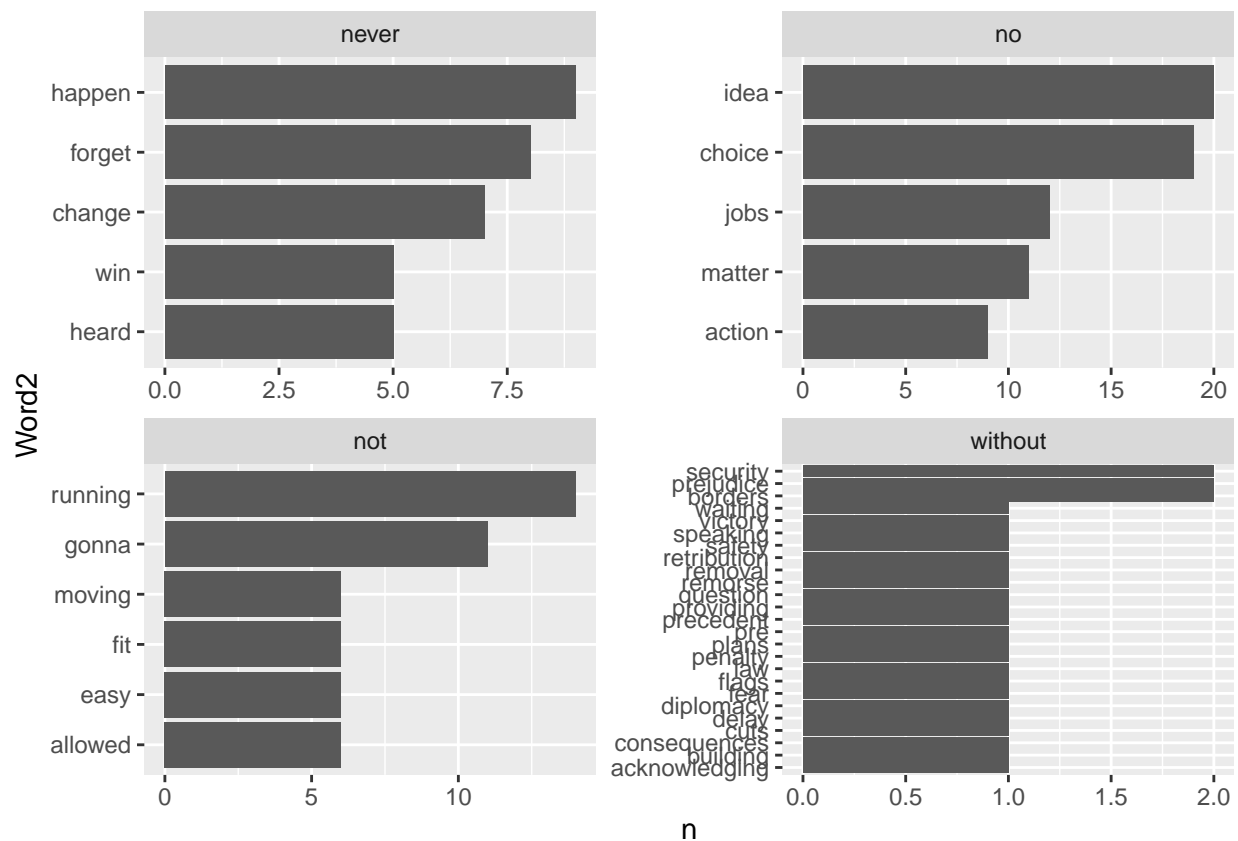 never
happen
forget
change
win
heard
0.0 2.5 5.0 7.5
no
idea
choice
jobs
matter
action
0 5 10 15 20
Word2
not
running
gonna
moving
fit
easy
allowed
0 5 10
without
security
prejudice
borders
waiting
victory
speaking
safety
retribution
removal
remorse
question
providing
precedent
pre
plans
penalty
law
flags
fear
diplomacy
delay
cuts
consequences
building
acknowledging
0.0 0.5 1.0 1.5 2.0
n